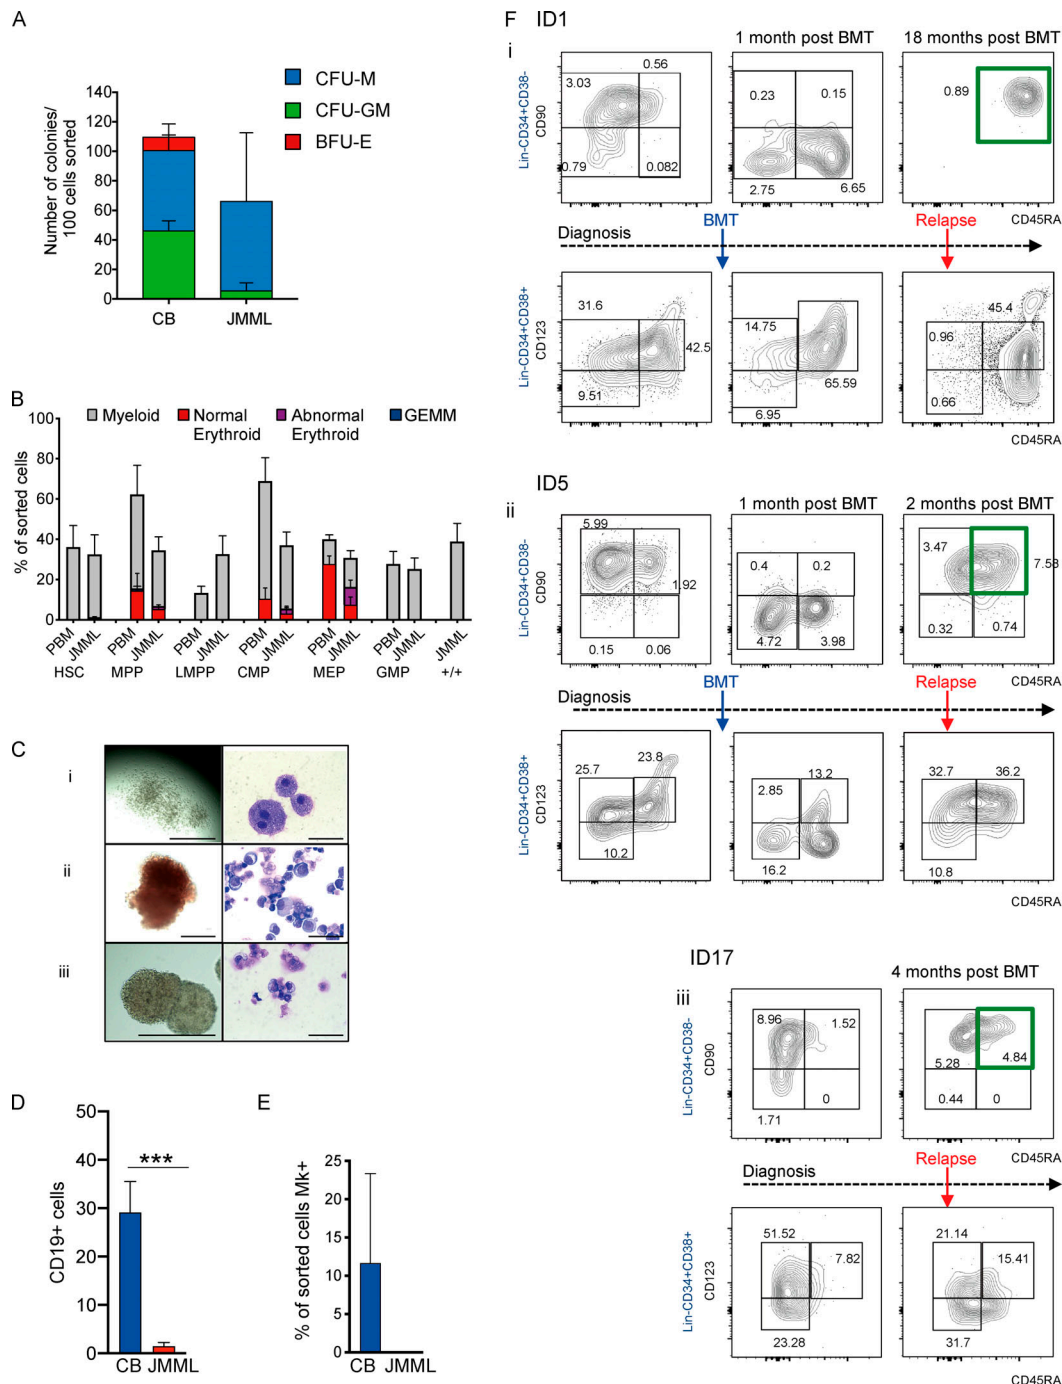 A
CFU-M
CFU-GM
BFU-E
Number of colonies/
100 cells sorted
140
120
100
80
60
40
20
0
CB
JMML
B
Myeloid
Normal
Erythroid
Abnormal
Erythroid
GEMM
% of sorted cells
100
80
60
40
20
0
PBM JMML PBM JMML PBM JMML PBM JMML PBM JMML PBM JMML JMML
HSC MPP LMPP CMP MEP GMP +/+
C
i
ii
iii
D
CD19+ cells
50
40
30
20
10
0
***
CB JMML
E
% of sorted cells Mk+
25
20
15
10
5
0
CB JMML
F ID1
i
1 month post BMT
18 months post BMT
Lin-CD34+CD38-
CD90
3.03
0.56
0.79
0.082
0.23
0.15
2.75
6.65
0.89
CD45RA
Diagnosis
BMT
Relapse
Lin-CD34+CD38+
CD123
31.6
42.5
9.51
14.75
65.59
6.95
45.4
0.96
0.66
CD45RA
ID5
ii
1 month post BMT
2 months post BMT
Lin-CD34+CD38-
CD90
5.99
1.92
0.15
0.06
0.4
0.2
4.72
3.98
3.47
7.58
0.32
0.74
CD45RA
Diagnosis
BMT
Relapse
Lin-CD34+CD38+
CD123
25.7
23.8
10.2
2.85
13.2
16.2
32.7
36.2
10.8
CD45RA
ID17
iii
4 months post BMT
Lin-CD34+CD38-
CD90
8.96
1.52
0
1.71
5.28
4.84
0.44
0
CD45RA
Diagnosis
Relapse
Lin-CD34+CD38+
CD123
51.52
7.82
23.28
21.14
15.41
31.7
CD45RA